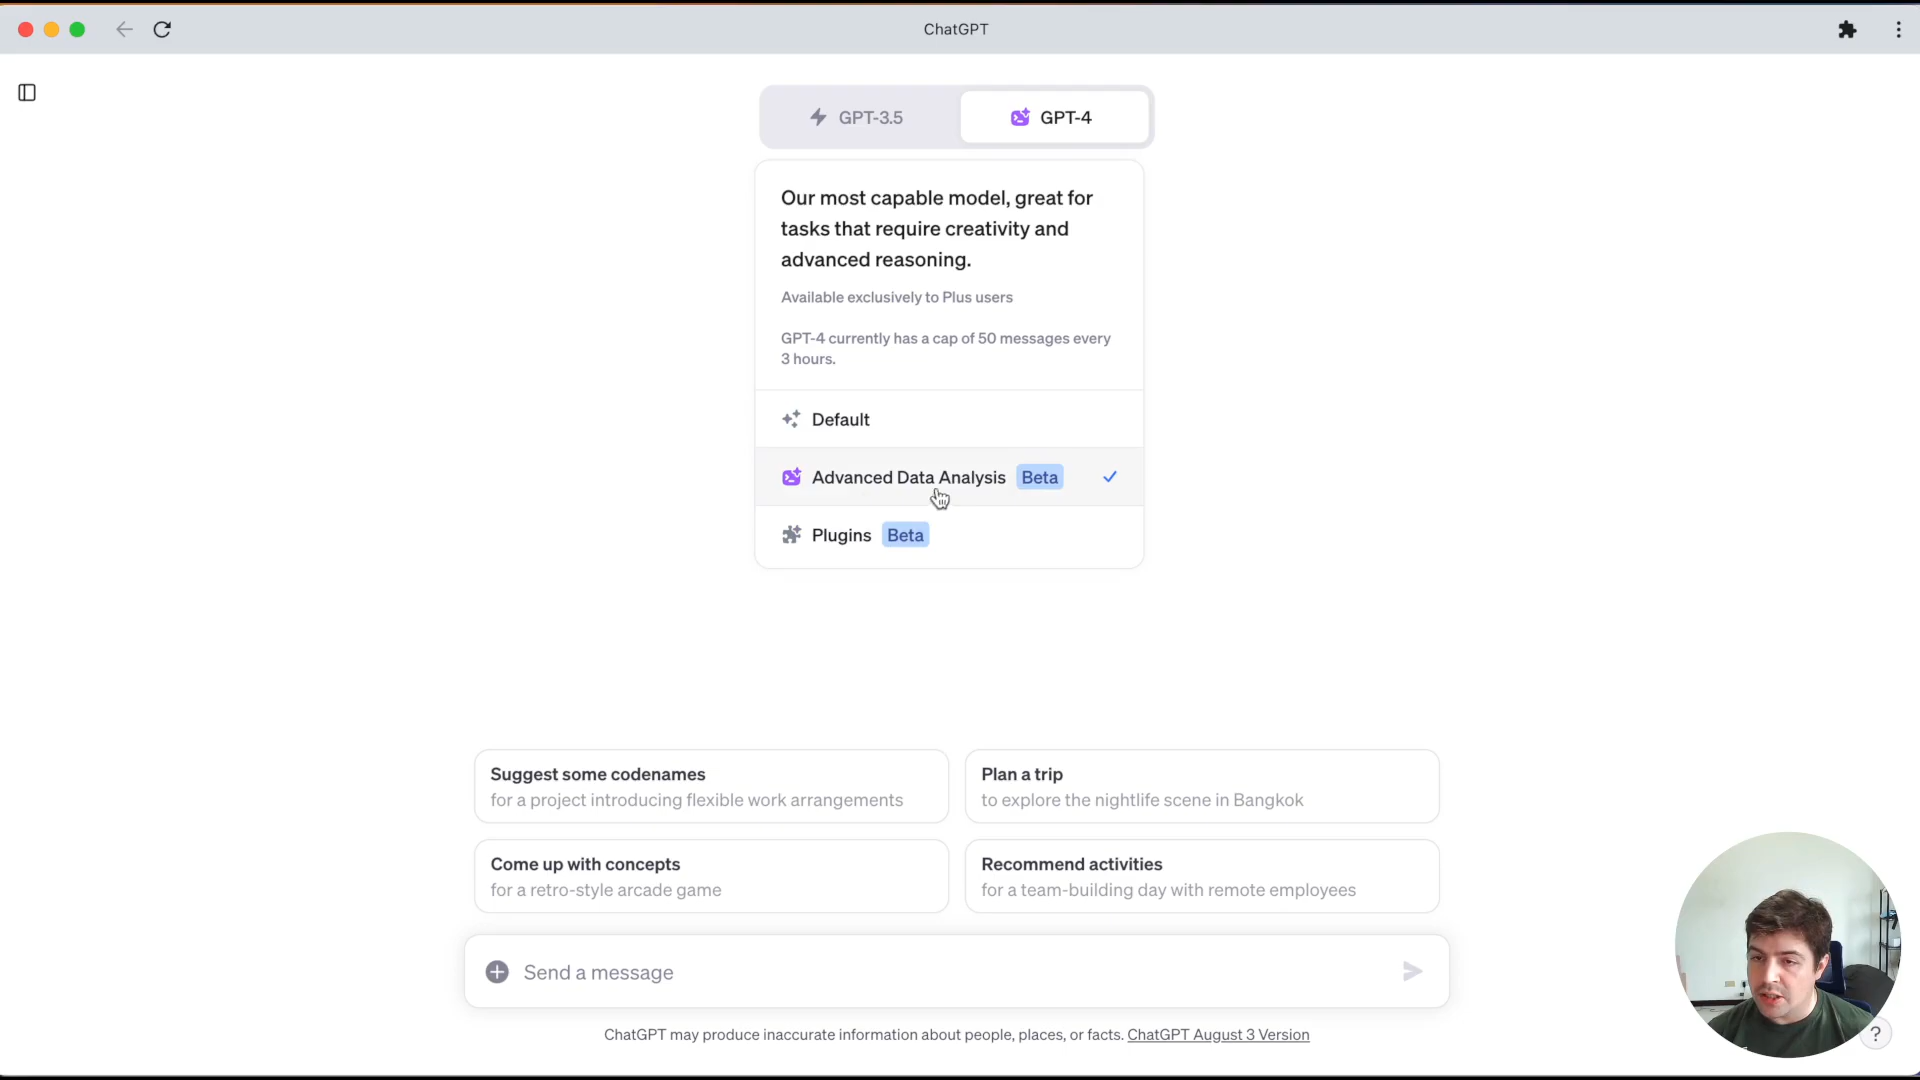 ChatGPT
GPT-3.5
GPT-4
Our most capable model, great for
tasks that require creativity and
advanced reasoning.
Available exclusively to Plus users
GPT-4 currently has a cap of 50 messages every
3 hours.
Default
Advanced Data Analysis Beta
Plugins Beta
Suggest some codenames
for a project introducing flexible work arrangements
Plan a trip
to explore the nightlife scene in Bangkok
Come up with concepts
for a retro-style arcade game
Recommend activities
for a team-building day with remote employees
Send a message
ChatGPT may produce inaccurate information about people, places, or facts. ChatGPT August 3 Version
?